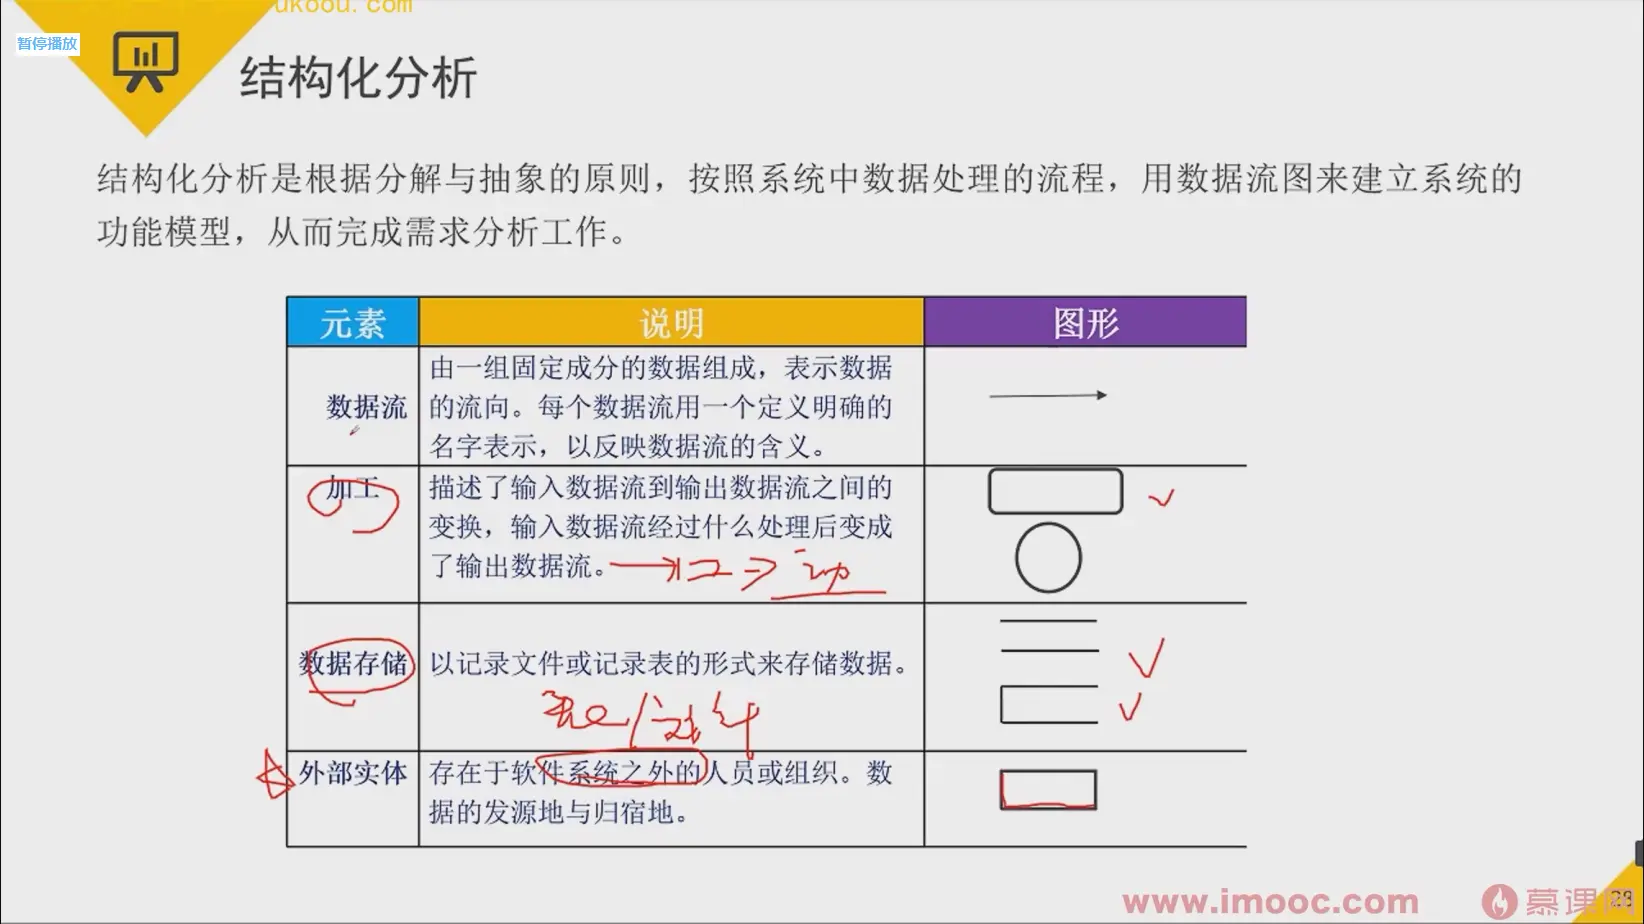 ukoou.com
暂停播放
结构化分析
结构化分析是根据分解与抽象的原则，按照系统中数据处理的流程，用数据流图来建立系统的
功能模型，从而完成需求分析工作。
元素 说明 图形
数据流
由一组固定成分的数据组成，表示数据
的流向。每个数据流用一个定义明确的
名字表示，以反映数据流的含义。
加工
描述了输入数据流到输出数据流之间的
变换，输入数据流经过什么处理后变成
了输出数据流。
数据存储
以记录文件或记录表的形式来存储数据。
外部实体
存在于软件系统之外的人员或组织。数
据的发源地与归宿地。
www.imooc.com
慕课网